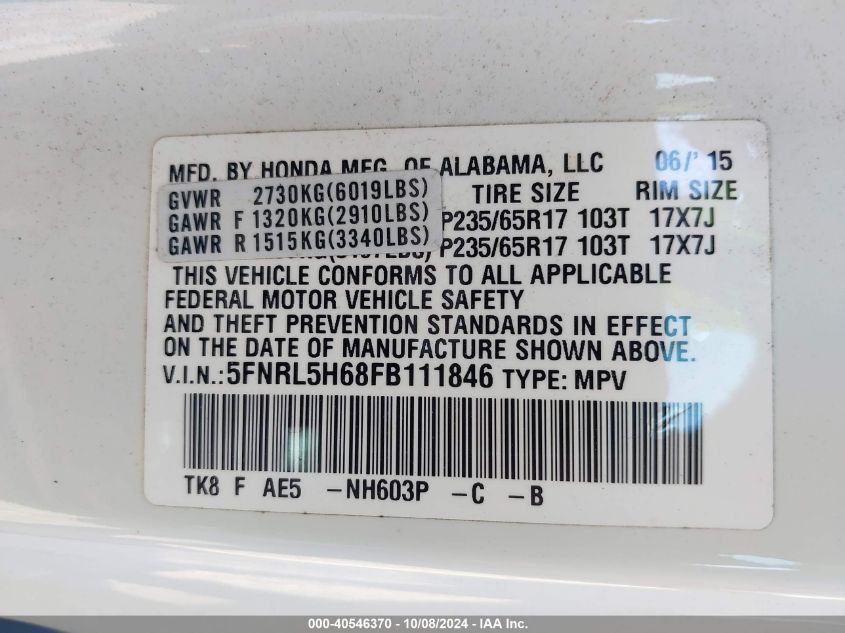 MFD. BY HONDA MFG. OF ALABAMA, LLC 06/' 15
GVWR 2730KG(6019LBS) TIRE SIZE RIM SIZE
GAWR F 1320KG(2910LBS) P235/65R17 103T 17X7J
GAWR R 1515KG(3340LBS) P235/65R17 103T 17X7J
THIS VEHICLE CONFORMS TO ALL APPLICABLE
FEDERAL MOTOR VEHICLE SAFETY
AND THEFT PREVENTION STANDARDS IN EFFECT
ON THE DATE OF MANUFACTURE SHOWN ABOVE.
V.I.N.: 5FNRL5H68FB111846 TYPE: MPV
TK8 F AE5 -NH603P -C -B
000-40546370 - 10/08/2024 - IAA Inc.